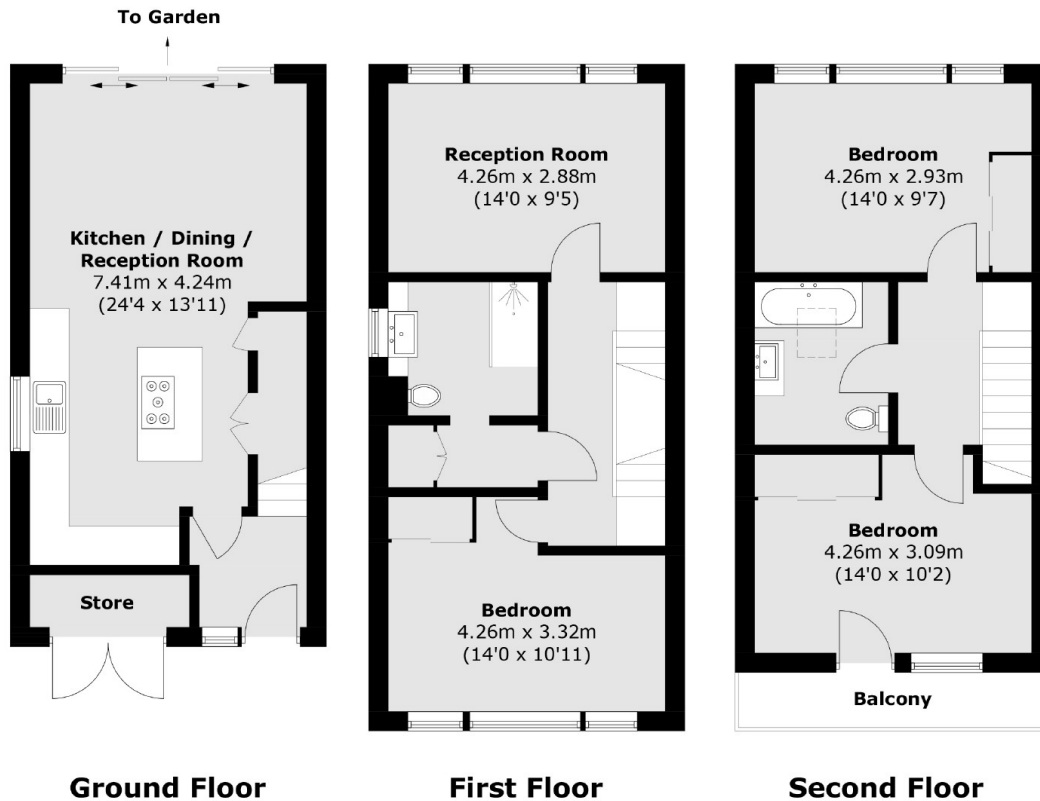 To Garden
Kitchen / Dining /
Reception Room
7.41m x 4.24m
(24'4 x 13'11)
Store
Ground Floor
Reception Room
4.26m x 2.88m
(14'0 x 9'5)
Bedroom
4.26m x 3.32m
(14'0 x 10'11)
First Floor
Bedroom
4.26m x 2.93m
(14'0 x 9'7)
Bedroom
4.26m x 3.09m
(14'0 x 10'2)
Balcony
Second Floor